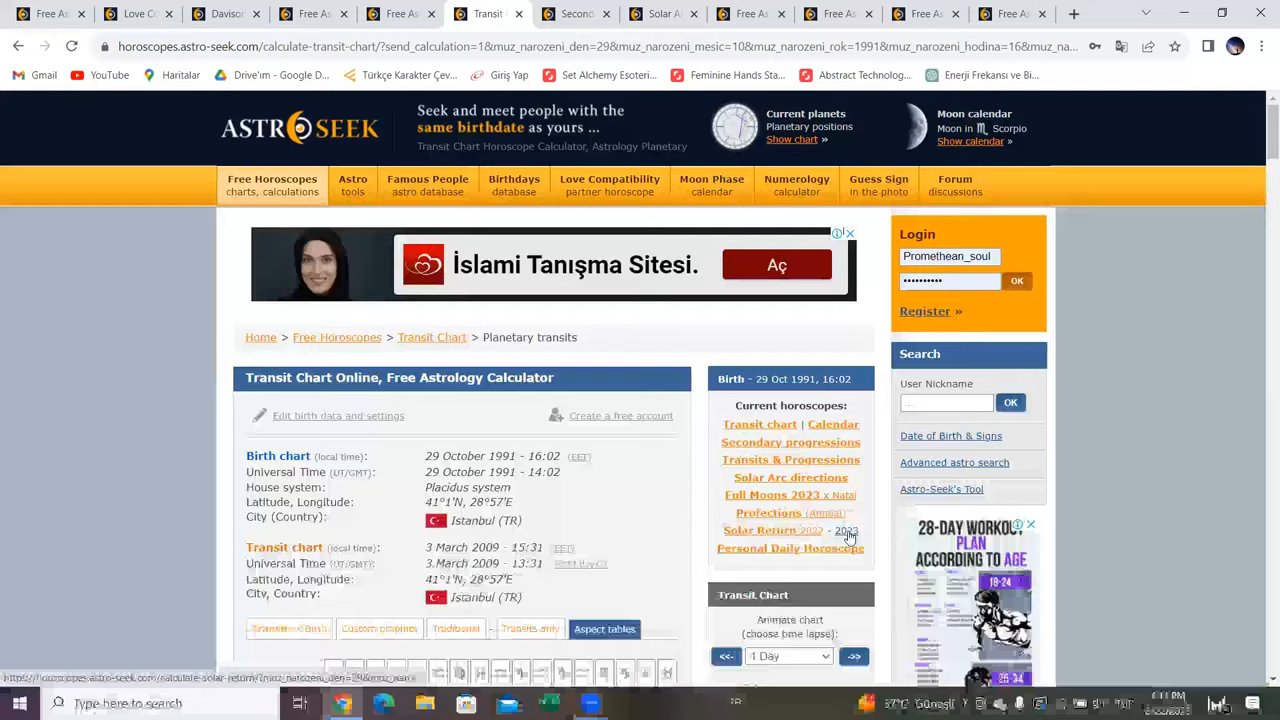 Free As
Love Co
Davisor
Free As
Free As
Transit
Second
Solar A
Free As
Free As
Free As
Free As
horoscopes.astro-seek.com/calculate-transit-chart/?send_calculation=1&muz_narozeni_den=29&muz_narozeni_mesic=10&muz_narozeni_rok=1991&muz_narozeni_hodina=16&muz_na...
Gmail
YouTube
Haritalar
Drive'ım - Google D...
Türkçe Karakter Çev...
Giriş Yap
Set Alchemy Esoteri...
Feminine Hands Sta...
Abstract Technolog...
Enerji Frekansı ve Bi...
ASTRO SEEK
Seek and meet people with the
same birthdate as yours ...
Transit Chart Horoscope Calculator, Astrology Planetary
Current planets
Planetary positions
Show chart »
Moon calendar
Moon in ♏ Scorpio
Show calendar »
Free Horoscopes
charts, calculations
Astro
tools
Famous People
astro database
Birthdays
database
Love Compatibility
partner horoscope
Moon Phase
calendar
Numerology
calculator
Guess Sign
in the photo
Forum
discussions
İslami Tanışma Sitesi.
Aç
Home > Free Horoscopes > Transit Chart > Planetary transits
Transit Chart Online, Free Astrology Calculator
Edit birth data and settings
Create a free account
Birth chart (local time): 29 October 1991 - 16:02 (EET)
Universal Time (UT/GMT): 29 October 1991 - 14:02
House system: Placidus system
Latitude, Longitude: 41°1'N, 28°57'E
City (Country): Istanbul (TR)
Transit chart (local time): 3 March 2009 - 15:31 (EET)
Universal Time (UT/GMT): 3 March 2009 - 13:31
Latitude, Longitude: 41°1'N, 28°57'E
City, Country: Istanbul (TR)
Custom graphics
Traditional
Transits only
Aspect tables
Birth - 29 Oct 1991, 16:02
Current horoscopes:
Transit chart | Calendar
Secondary progressions
Transits & Progressions
Solar Arc directions
Full Moons 2023 x Natal
Profections (Annual)
Solar Return 2022 - 2023
Personal Daily Horoscope
Transit Chart
Animate chart
(choose time lapse):
<<-
1 Day
->>
Login
Promethean_soul
••••••••••
OK
Register »
Search
User Nickname
....
OK
Date of Birth & Signs
Advanced astro search
Astro-Seek's Tool
28-DAY WORKOUT
PLAN
ACCORDING TO AGE
18-24
25-34
Type here to search